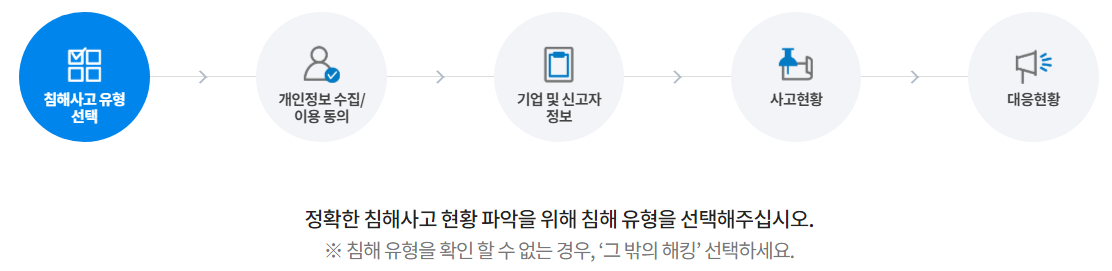 침해사고 유형
선택
개인정보 수집/
이용 동의
기업 및 신고자
정보
사고현황
대응현황
정확한 침해사고 현황 파악을 위해 침해 유형을 선택해주십시오.
※ 침해 유형을 확인 할 수 없는 경우, ‘그 밖의 해킹’ 선택하세요.